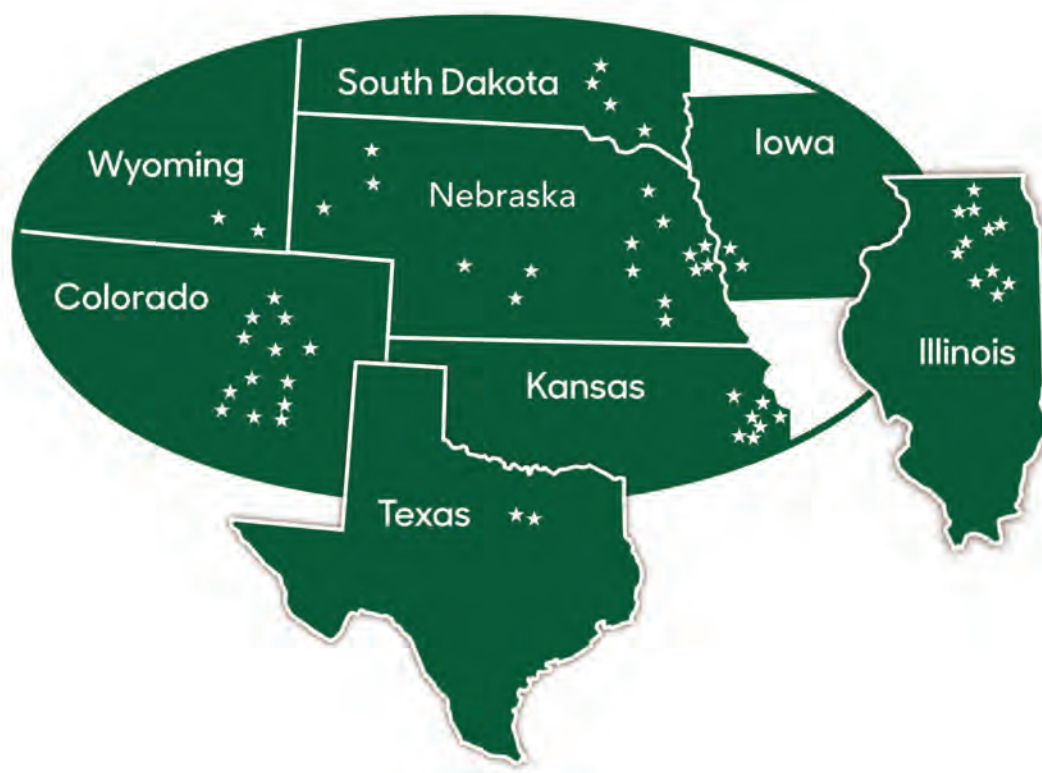 South Dakota
Iowa
Wyoming
Nebraska
Colorado
Illinois
Kansas
Texas